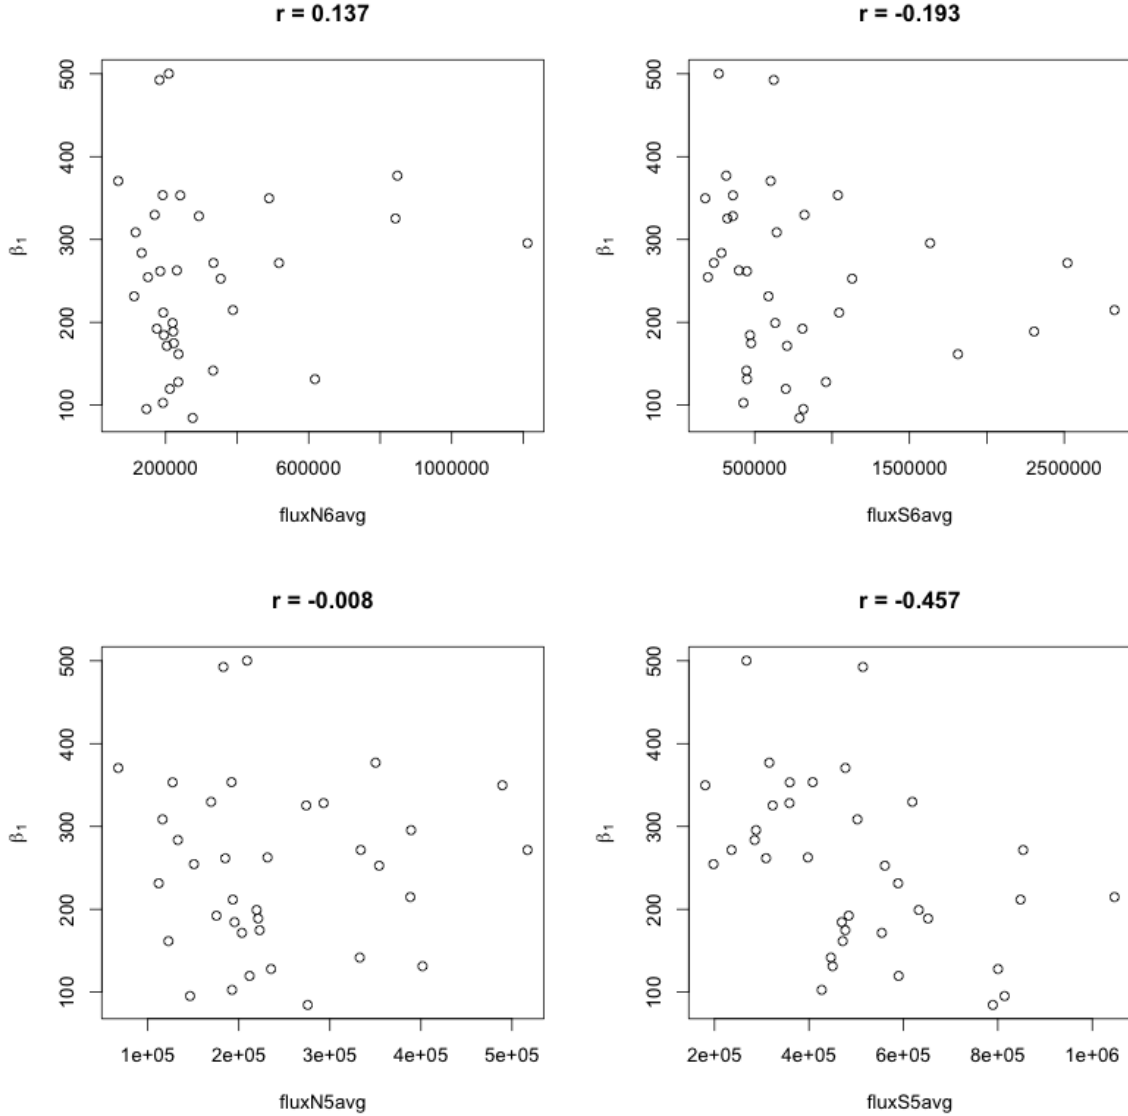 r = 0.137
500
400
300
200
100
β1
200000 600000 1000000
fluxN6avg
r = -0.193
500
400
300
200
100
β1
500000 1500000 2500000
fluxS6avg
r = -0.008
500
400
300
200
100
β1
1e+05 2e+05 3e+05 4e+05 5e+05
fluxN5avg
r = -0.457
500
400
300
200
100
β1
2e+05 4e+05 6e+05 8e+05 1e+06
fluxS5avg